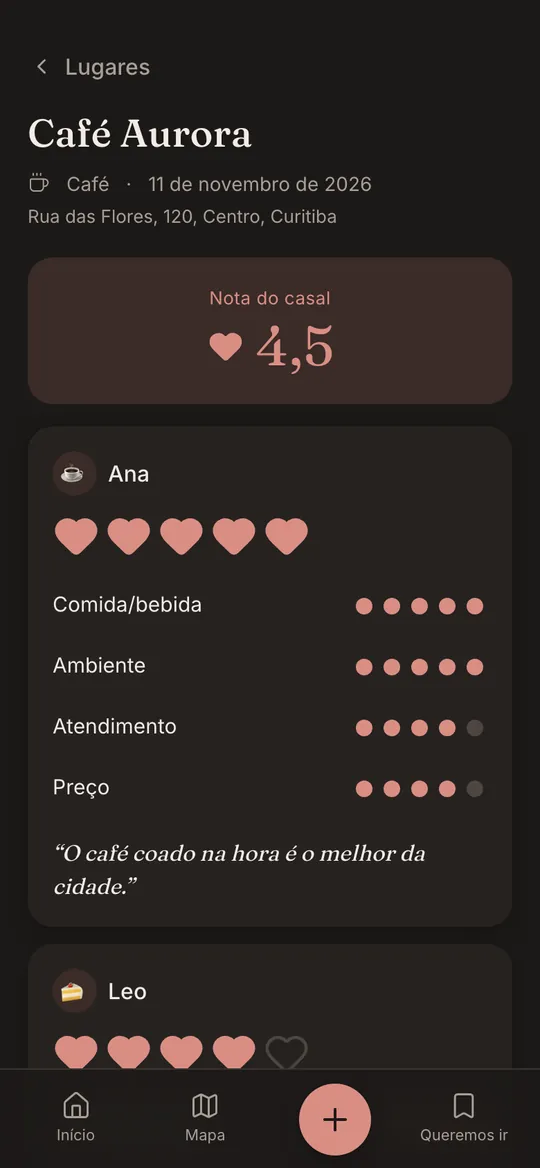 Lugares
Café Aurora
Café · 11 de novembro de 2026
Rua das Flores, 120, Centro, Curitiba
Nota do casal
4,5
Ana
Comida/bebida
Ambiente
Atendimento
Preço
“O café coado na hora é o melhor da
cidade.”
Leo
Início
Mapa
Queremos ir